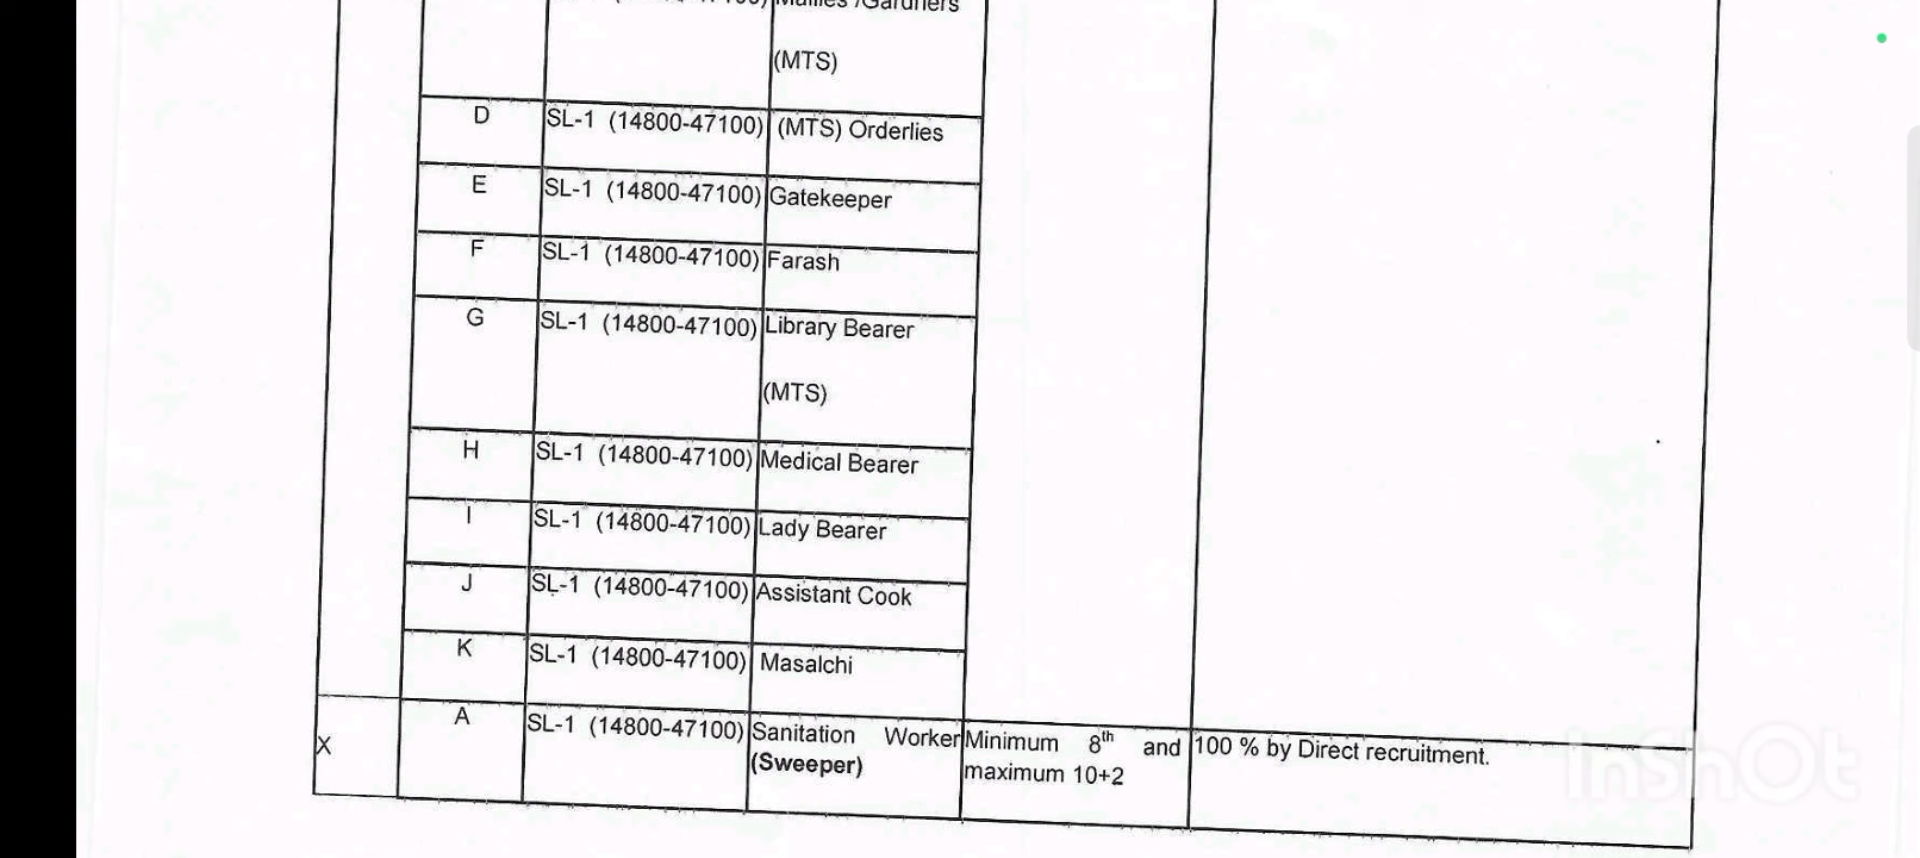 Mallies /Gardners
(MTS)
D SL-1 (14800-47100) (MTS) Orderlies
E SL-1 (14800-47100) Gatekeeper
F SL-1 (14800-47100) Farash
G SL-1 (14800-47100) Library Bearer
(MTS)
H SL-1 (14800-47100) Medical Bearer
I SL-1 (14800-47100) Lady Bearer
J SL-1 (14800-47100) Assistant Cook
K SL-1 (14800-47100) Masalchi
X A SL-1 (14800-47100) Sanitation Worker Minimum 8th and 100 % by Direct recruitment.
(Sweeper) maximum 10+2
InShOt